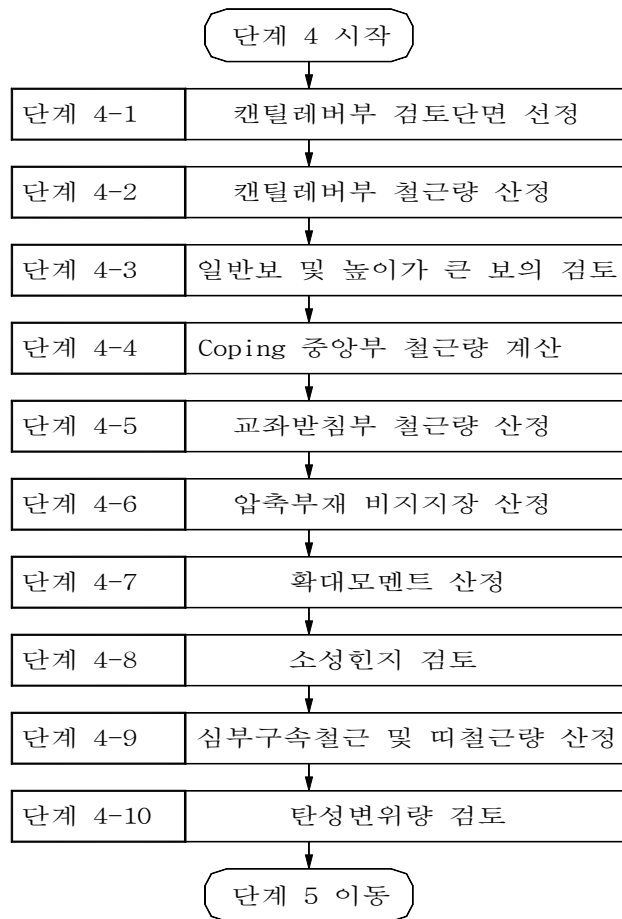 단계 4 시작
단계 4-1 캔틸레버부 검토단면 선정
단계 4-2 캔틸레버부 철근량 산정
단계 4-3 일반보 및 높이가 큰 보의 검토
단계 4-4 Coping 중앙부 철근량 계산
단계 4-5 교좌받침부 철근량 산정
단계 4-6 압축부재 비지지장 산정
단계 4-7 확대모멘트 산정
단계 4-8 소성힌지 검토
단계 4-9 심부구속철근 및 띠철근량 산정
단계 4-10 탄성변위량 검토
단계 5 이동